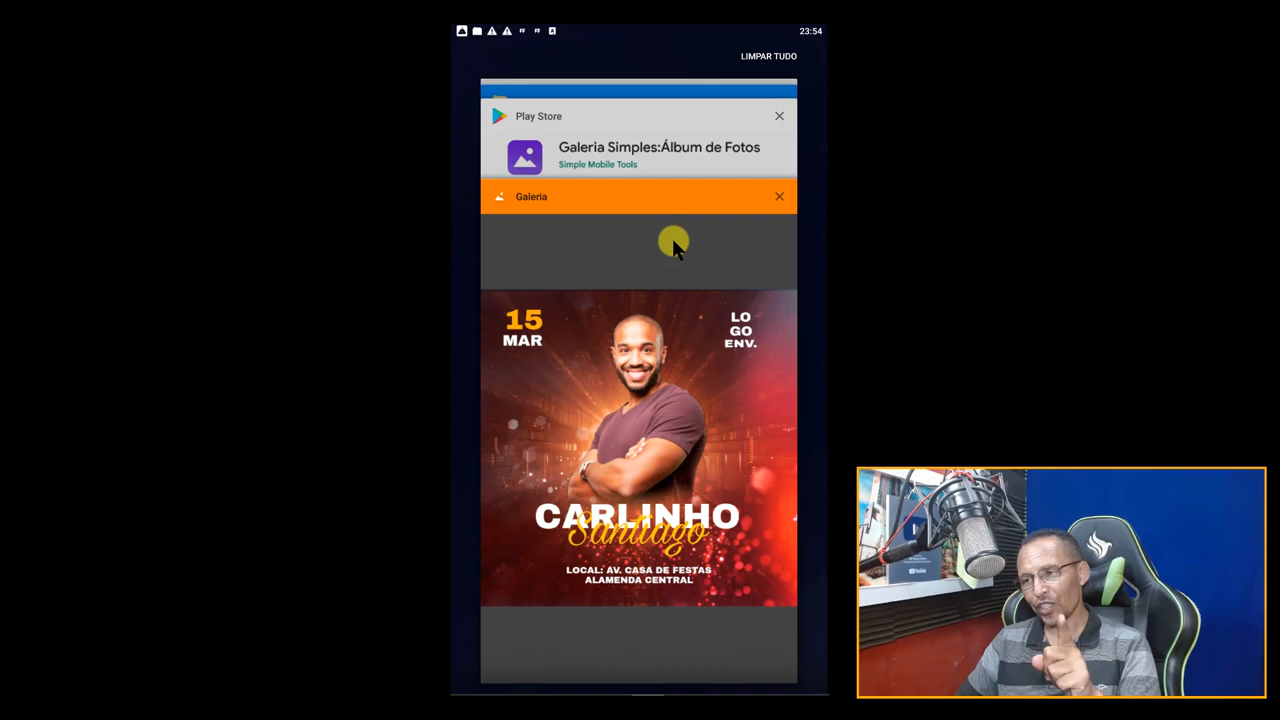 23:54
LIMPAR TUDO
Play Store
Galeria Simples:Álbum de Fotos
Simple Mobile Tools
Galeria
15
MAR
LO
GO
ENV.
CARLINHO
Santiago
LOCAL: AV. CASA DE FESTAS
ALAMENDA CENTRAL
YouTube